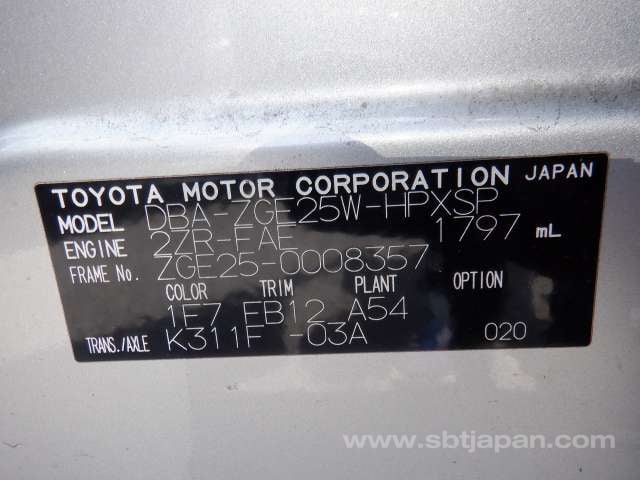 TOYOTA MOTOR CORPORATION JAPAN
MODEL DBA-ZGE25W-HPXSP
ENGINE 2ZR-FAE 1797 mL
FRAME No. ZGE25-0008357
COLOR TRIM PLANT OPTION
1F7 FB12 A54
TRANS./AXLE K311F -03A 020
www.sbtjapan.com